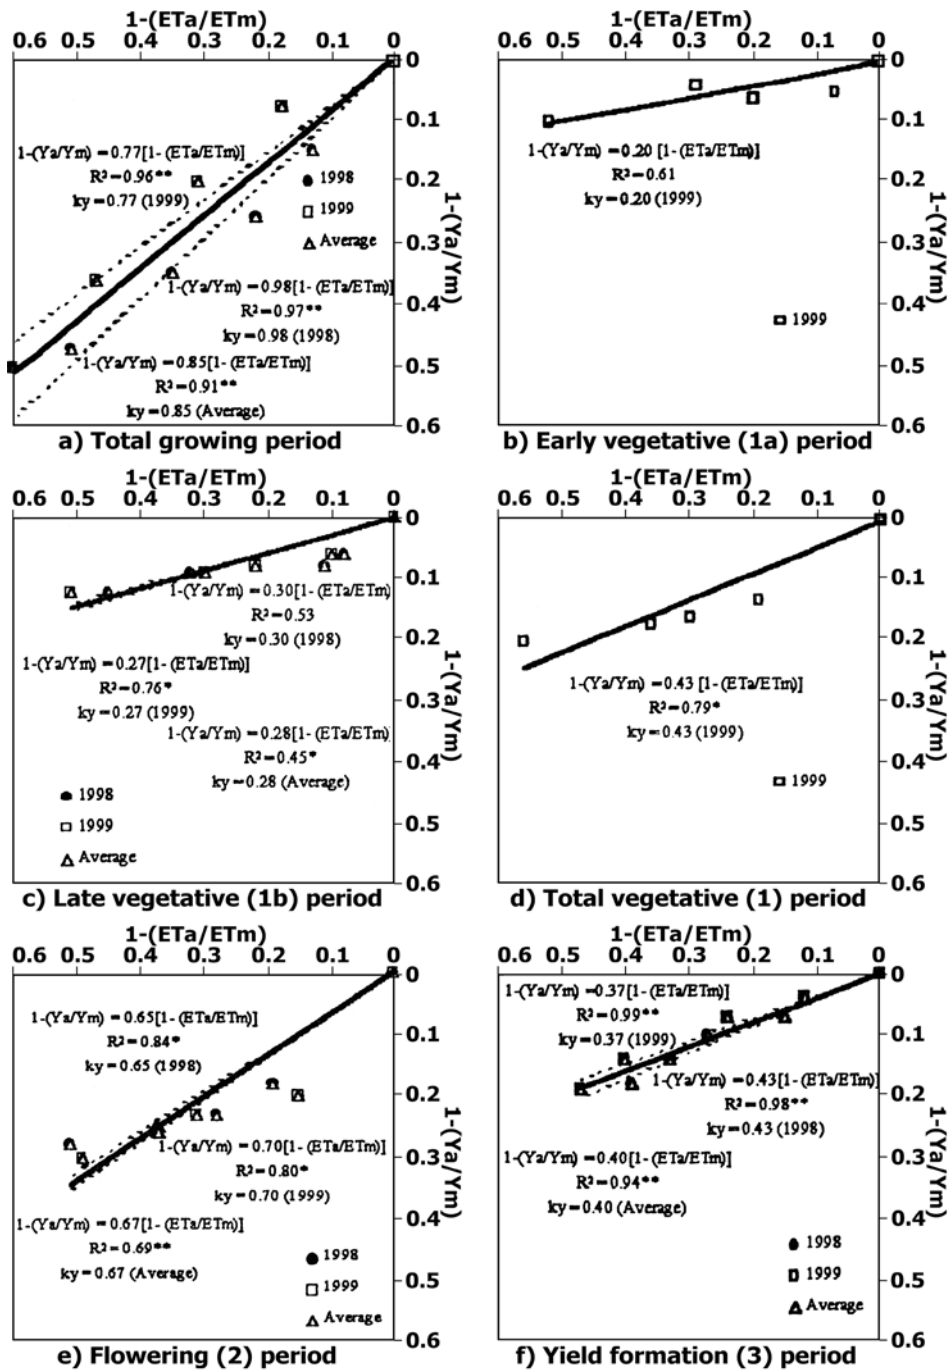 1-(ETa/ETm)
0.6 0.5 0.4 0.3 0.2 0.1 0
0
0.1
0.2
0.3
0.4
0.5
0.6
1-(Ya/Ym)
1-(Ya/Ym) = 0.77[1-(ETa/ETm)]
R² = 0.96**
ky = 0.77 (1999)
1998
1999
Average
1-(Ya/Ym) = 0.98[1-(ETa/ETm)]
R² = 0.97**
ky = 0.98 (1998)
1-(Ya/Ym) = 0.85[1-(ETa/ETm)]
R² = 0.91**
ky = 0.85 (Average)
a) Total growing period
1-(ETa/ETm)
0.6 0.5 0.4 0.3 0.2 0.1 0
0
0.1
0.2
0.3
0.4
0.5
0.6
1-(Ya/Ym)
1-(Ya/Ym) = 0.20 [1-(ETa/ETm)]
R² = 0.61
ky = 0.20 (1999)
1999
b) Early vegetative (1a) period
1-(ETa/ETm)
0.6 0.5 0.4 0.3 0.2 0.1 0
0
0.1
0.2
0.3
0.4
0.5
0.6
1-(Ya/Ym)
1-(Ya/Ym) = 0.30[1-(ETa/ETm)
R² = 0.53
ky = 0.30 (1998)
1-(Ya/Ym) = 0.27[1-(ETa/ETm)]
R² = 0.76*
ky = 0.27 (1999)
1-(Ya/Ym) = 0.28[1-(ETa/ETm)
R² = 0.45*
ky = 0.28 (Average)
1998
1999
Average
c) Late vegetative (1b) period
1-(ETa/ETm)
0.6 0.5 0.4 0.3 0.2 0.1 0
0
0.1
0.2
0.3
0.4
0.5
0.6
1-(Ya/Ym)
1-(Ya/Ym) = 0.43 [1-(ETa/ETm)]
R² = 0.79*
ky = 0.43 (1999)
1999
d) Total vegetative (1) period
1-(ETa/ETm)
0.6 0.5 0.4 0.3 0.2 0.1 0
0
0.1
0.2
0.3
0.4
0.5
0.6
1-(Ya/Ym)
1-(Ya/Ym) = 0.65[1-(ETa/ETm)]
R² = 0.84*
ky = 0.65 (1998)
1-(Ya/Ym) = 0.70[1-(ETa/ETm)]
R² = 0.80*
ky = 0.70 (1999)
1-(Ya/Ym) = 0.67[1-(ETa/ETm)]
R² = 0.69**
ky = 0.67 (Average)
1998
1999
Average
e) Flowering (2) period
1-(ETa/ETm)
0.6 0.5 0.4 0.3 0.2 0.1 0
0
0.1
0.2
0.3
0.4
0.5
0.6
1-(Ya/Ym)
1-(Ya/Ym) = 0.37[1-(ETa/ETm)]
R² = 0.99**
ky = 0.37 (1999)
1-(Ya/Ym) = 0.43[1-(ETa/ETm)]
R² = 0.98**
ky = 0.43 (1998)
1-(Ya/Ym) = 0.40[1-(ETa/ETm)]
R² = 0.94**
ky = 0.40 (Average)
1998
1999
Average
f) Yield formation (3) period